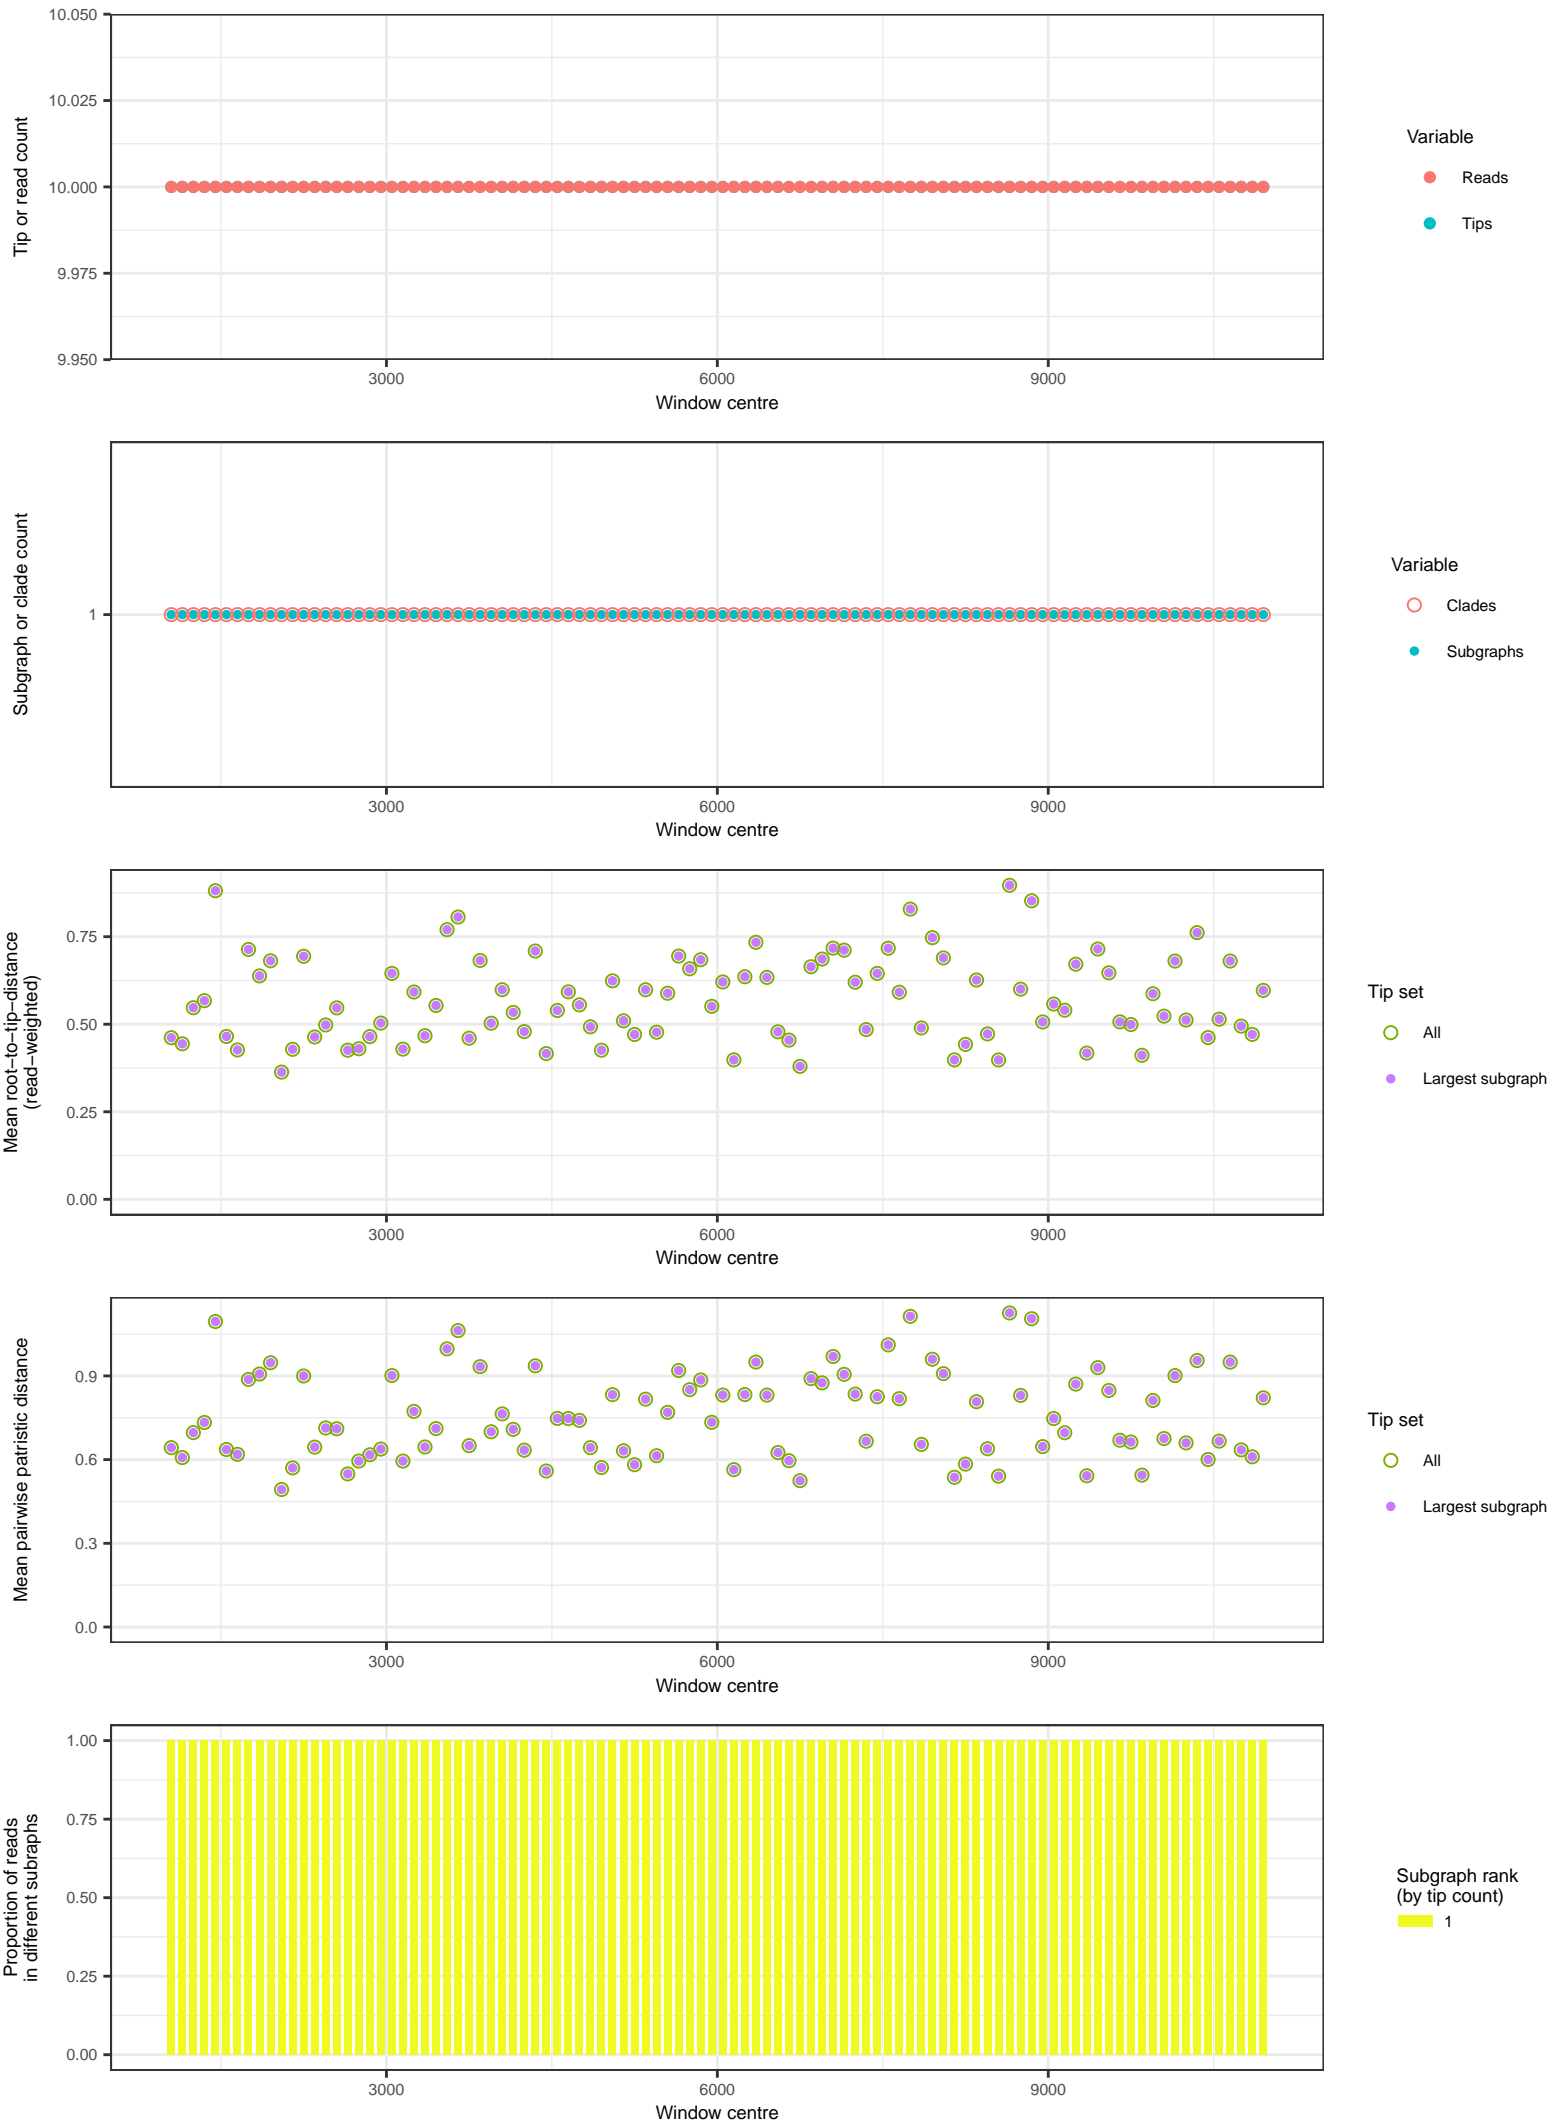 10.050
10.025
10.000
9.975
9.950
Tip or read count
3000
6000
9000
Window centre
Variable
Reads
Tips
1
Subgraph or clade count
3000
6000
9000
Window centre
Variable
Clades
Subgraphs
0.75
0.50
0.25
0.00
Mean root−to−tip−distance
(read−weighted)
3000
6000
9000
Window centre
Tip set
All
Largest subgraph
0.9
0.6
0.3
0.0
Mean pairwise patristic distance
3000
6000
9000
Window centre
Tip set
All
Largest subgraph
1.00
0.75
0.50
0.25
0.00
Proportion of reads
in different subraphs
3000
6000
9000
Window centre
Subgraph rank
(by tip count)
1